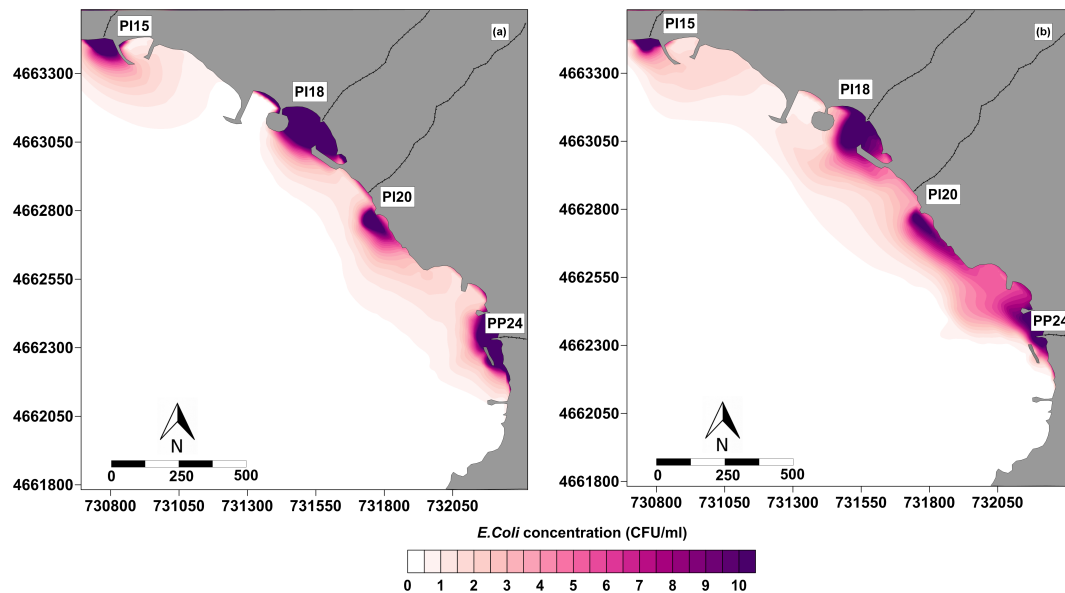 PI15
(a)
4663300
PI18
4663050
PI20
4662800
4662550
PP24
4662300
4662050
N
0 250 500
4661800
730800 731050 731300 731550 731800 732050
PI15
(b)
4663300
PI18
4663050
PI20
4662800
4662550
PP24
4662300
4662050
N
0 250 500
4661800
730800 731050 731300 731550 731800 732050
E.Coli concentration (CFU/ml)
0 1 2 3 4 5 6 7 8 9 10